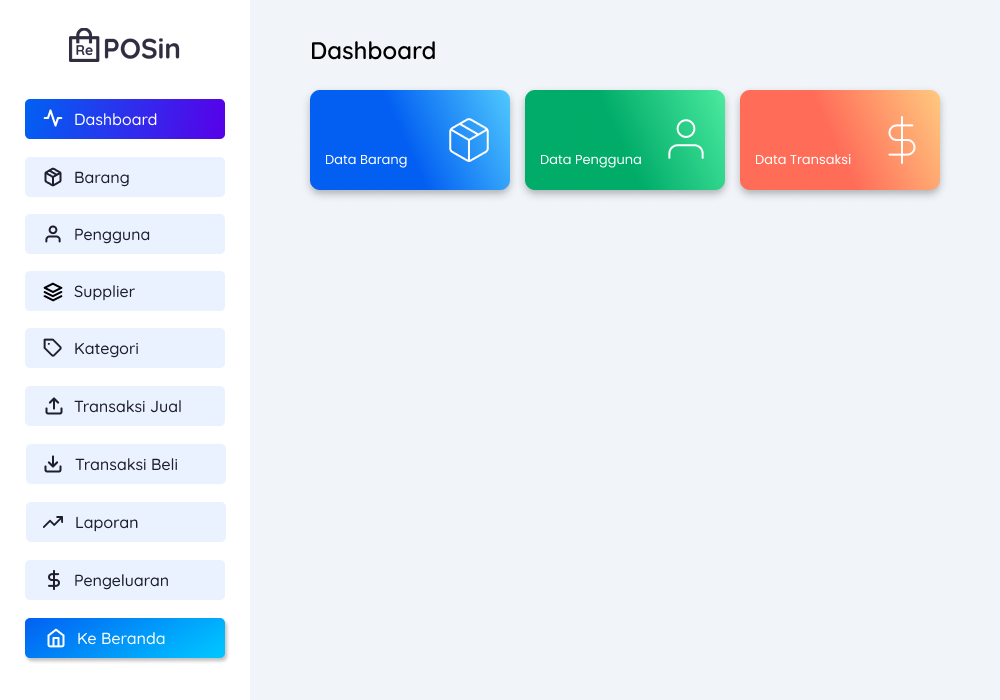 Re POSin
Dashboard
Barang
Pengguna
Supplier
Kategori
Transaksi Jual
Transaksi Beli
Laporan
Pengeluaran
Ke Beranda
Dashboard
Data Barang
Data Pengguna
Data Transaksi